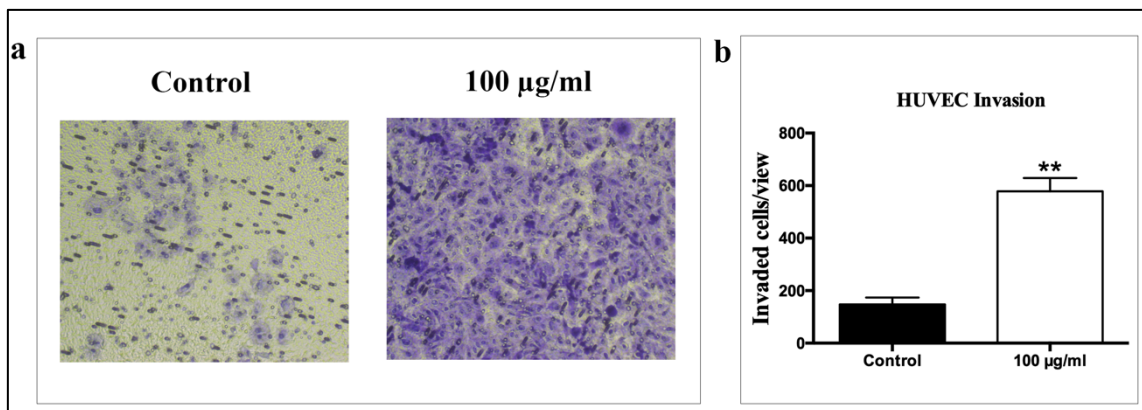 a
Control
100 µg/ml
b
HUVEC Invasion
Invaded cells/view
800
600
400
200
0
**
Control
100 µg/ml